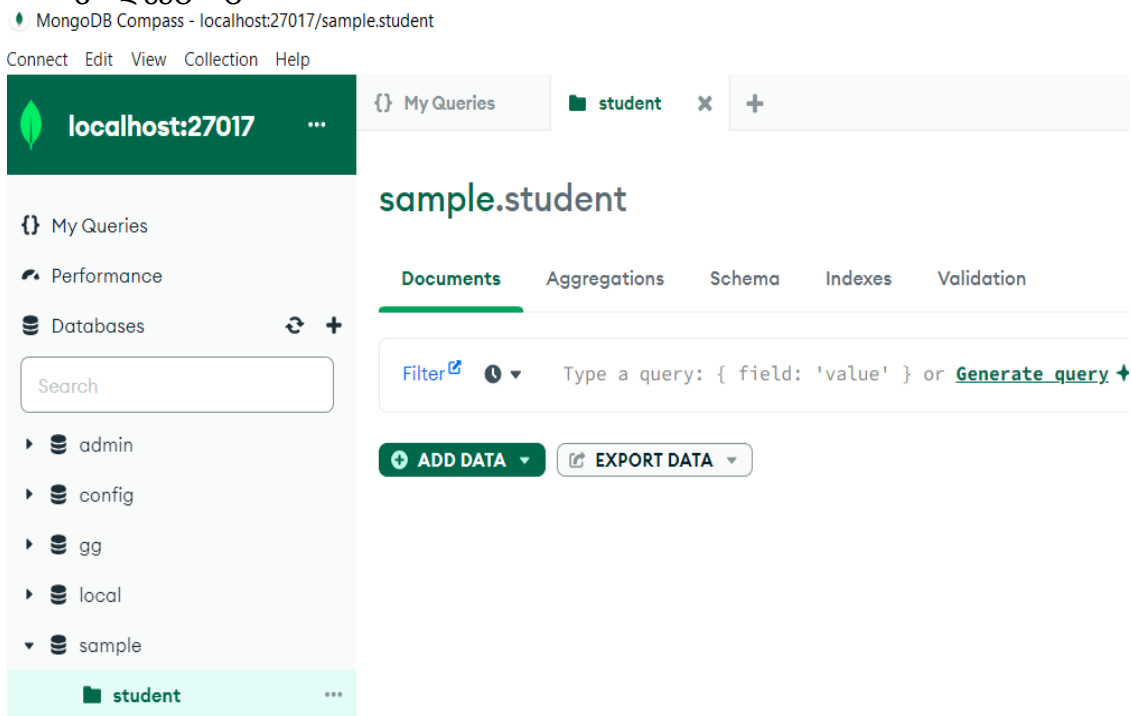 MongoDB Compass - localhost:27017/sample.student
Connect Edit View Collection Help
localhost:27017 ...
{} My Queries
Performance
Databases
Search
admin
config
gg
local
sample
student ...
{} My Queries student
sample.student
Documents Aggregations Schema Indexes Validation
Filter Type a query: { field: 'value' } or Generate query
ADD DATA EXPORT DATA